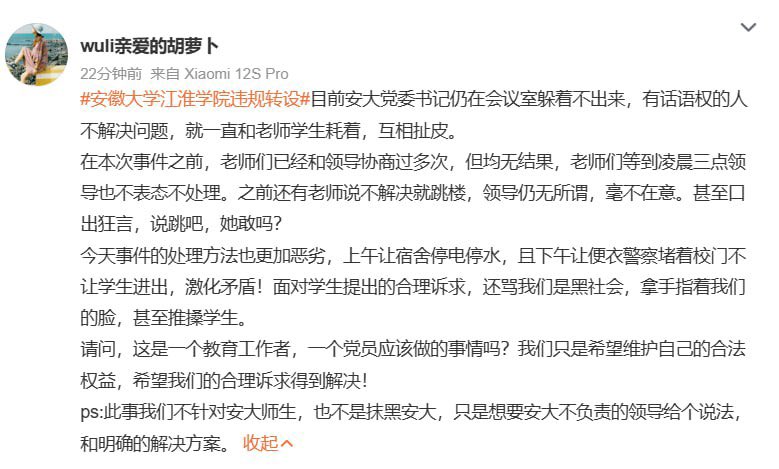 wuli亲爱的胡萝卜
22分钟前 来自 Xiaomi 12S Pro
#安徽大学江淮学院违规转设#目前安大党委书记仍在会议室躲着不出来，有话语权的人
不解决问题，就一直和老师学生耗着，互相扯皮。
在本次事件之前，老师们已经和领导协商过多次，但均无结果，老师们等到凌晨三点领
导也不表态不处理。之前还有老师说不解决就跳楼，领导仍无所谓，毫不在意。甚至口
出狂言，说跳吧，她敢吗？
今天事件的处理方法也更加恶劣，上午让宿舍停电停水，且下午让便衣警察堵着校门不
让学生进出，激化矛盾！面对学生提出的合理诉求，还骂我们是黑社会，拿手指着我们
的脸，甚至推搡学生。
请问，这是一个教育工作者，一个党员应该做的事情吗？我们只是希望维护自己的合法
权益，希望我们的合理诉求得到解决！
ps:此事我们不针对安大师生，也不是抹黑安大，只是想要安大不负责的领导给个说法，
和明确的解决方案。 收起